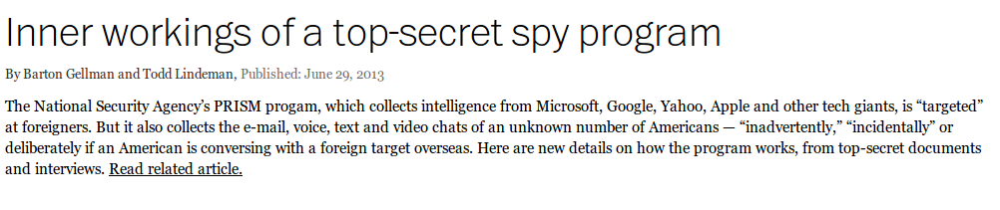 Inner workings of a top-secret spy program
By Barton Gellman and Todd Lindeman, Published: June 29, 2013
The National Security Agency’s PRISM progam, which collects intelligence from Microsoft, Google, Yahoo, Apple and other tech giants, is “targeted”
at foreigners. But it also collects the e-mail, voice, text and video chats of an unknown number of Americans — “inadvertently,” “incidentally” or
deliberately if an American is conversing with a foreign target overseas. Here are new details on how the program works, from top-secret documents
and interviews. Read related article.